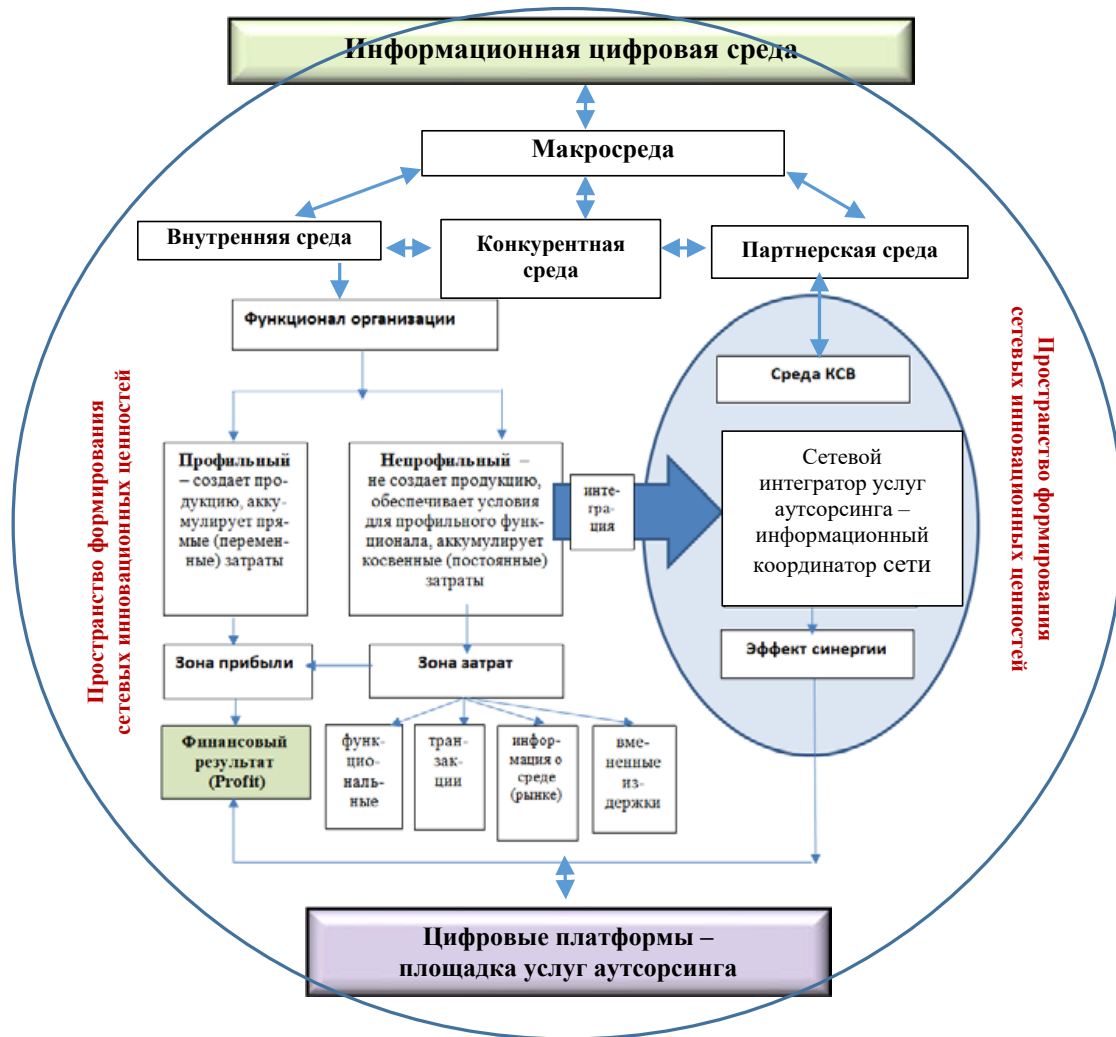 Информационная цифровая среда
Макросреда
Внутренняя среда
Конкурентная
среда
Партнерская среда
Функционал организации
Среда КСВ
Пространство формирования
сетевых инновационных ценностей
Пространство формирования
сетевых инновационных ценностей
Профильный
– создает про-
дукцию, акку-
мулирует пря-
мые (перемен-
ные) затраты
Непрофильный –
не создает продукцию,
обеспечивает условия
для профильного функ-
ционала, аккумулирует
косвенные (постоянные)
затраты
инте-
гра-
ция
Сетевой
интегратор услуг
аутсорсинга –
информационный
координатор сети
Зона прибыли
Зона затрат
Эффект синергии
Финансовый
результат
(Profit)
функ-
цио-
наль-
ные
тран-
зак-
ции
инфор-
мация о
среде
(рынке)
вме-
ненные
из-
держки
Цифровые платформы –
площадка услуг аутсорсинга